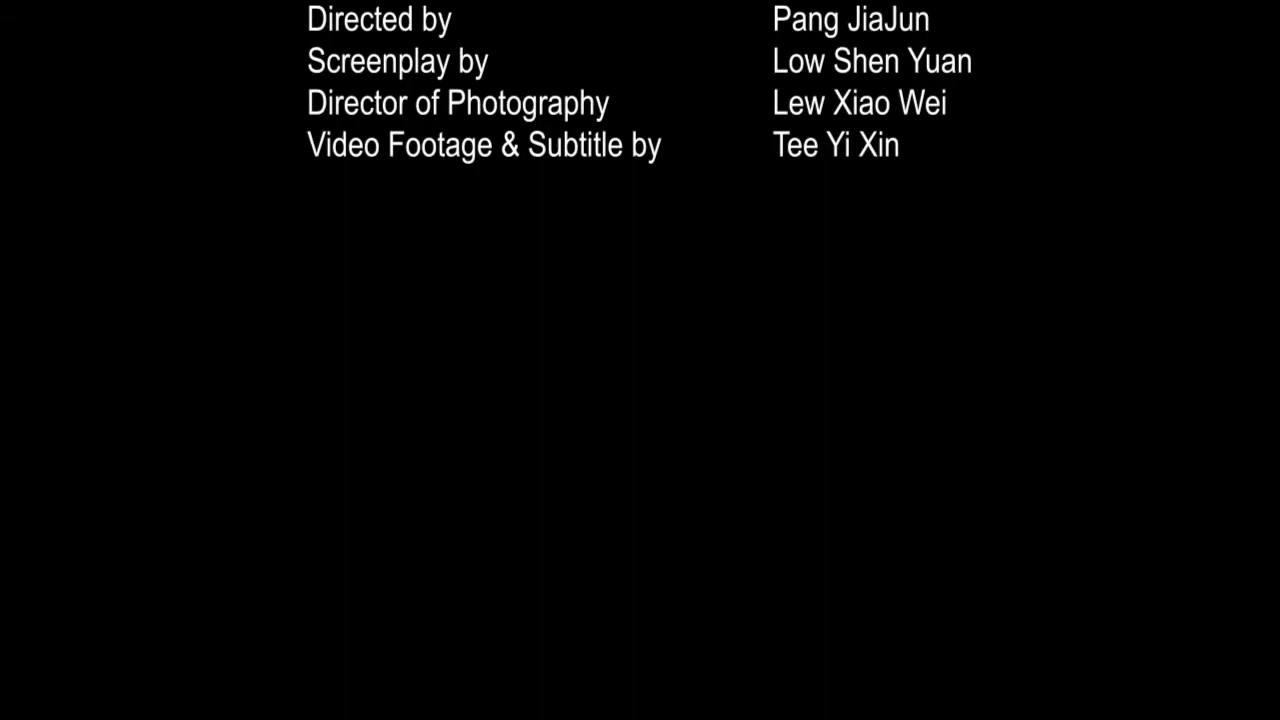 Directed by Pang JiaJun
Screenplay by Low Shen Yuan
Director of Photography Lew Xiao Wei
Video Footage & Subtitle by Tee Yi Xin